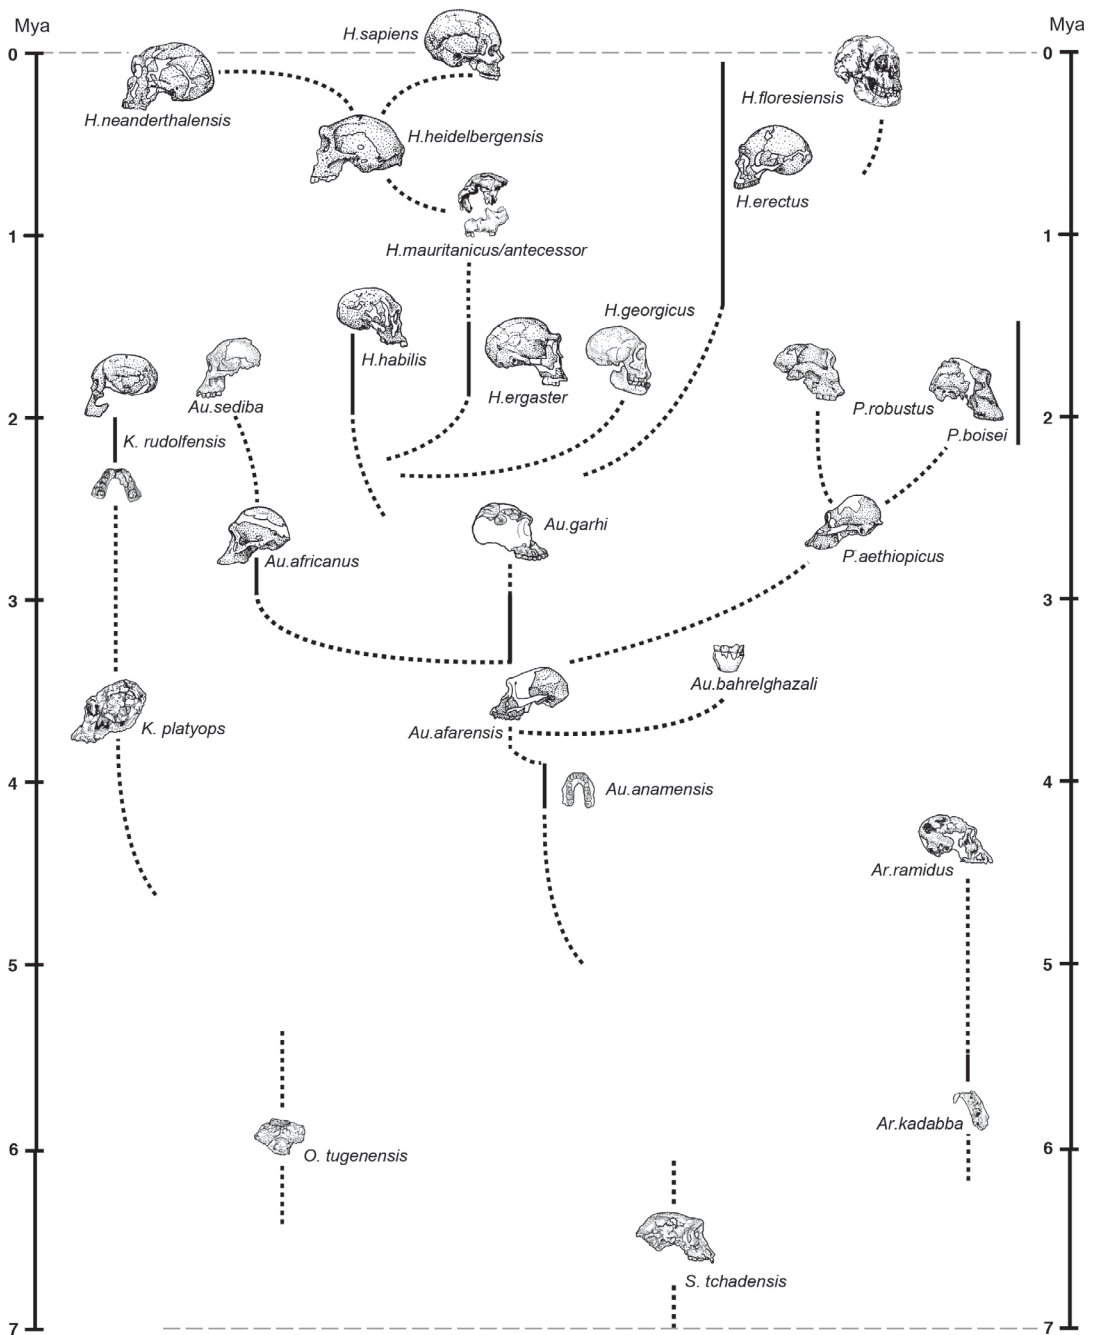 Mya
Mya
H.sapiens
0
0
H.floresiensis
H.neanderthalensis
H.heidelbergensis
H.erectus
1
1
H.mauritanicus/antecessor
H.georgicus
H.habilis
H.ergaster
Au.sediba
P.robustus
2
2
K. rudolfensis
P.boisei
Au.garhi
Au.africanus
P.aethiopicus
3
3
Au.bahrelghazali
K. platyops
Au.afarensis
4
4
Au.anamensis
Ar.ramidus
5
5
Ar.kadabba
6
6
O. tugenensis
S. tchadensis
7
7